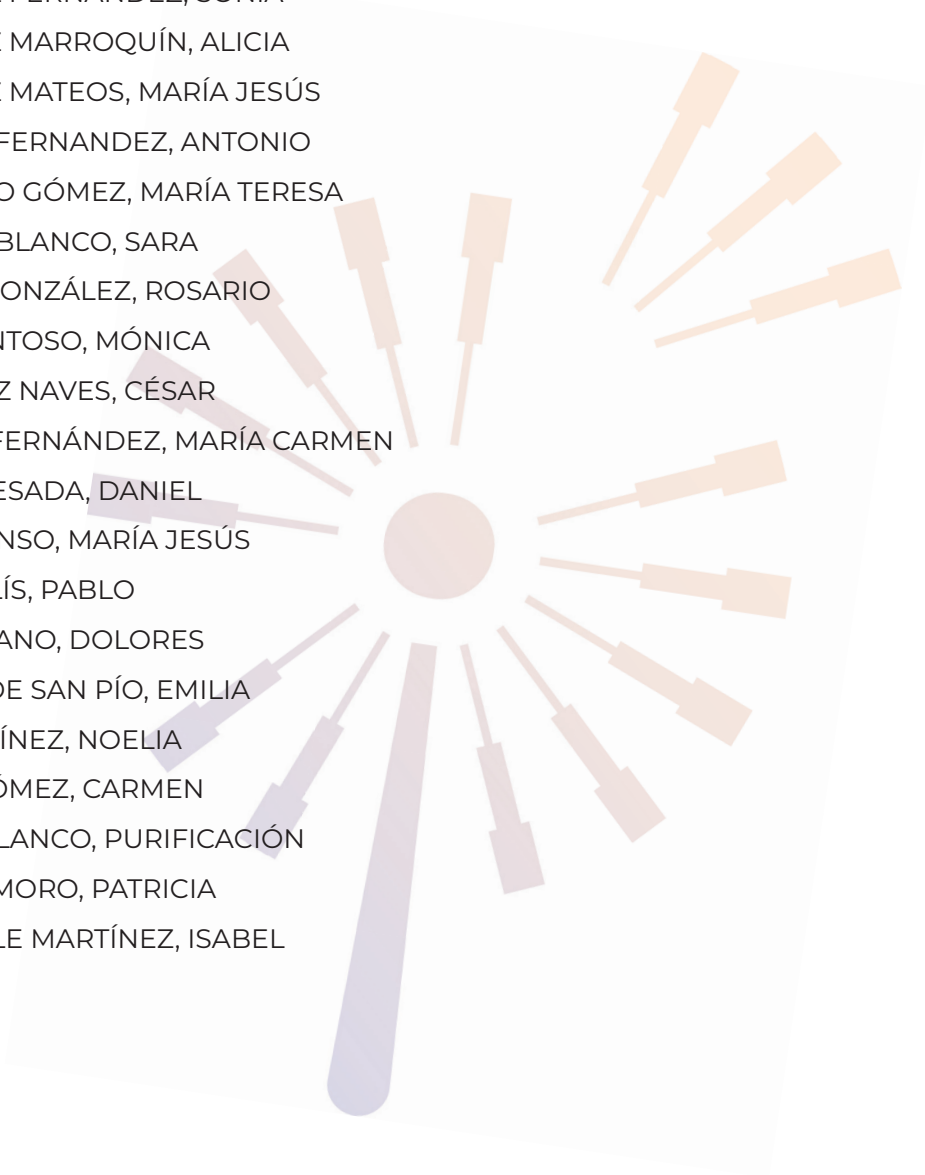 FERNÁNDEZ, SONIA
MARROQUÍN, ALICIA
MATEOS, MARÍA JESÚS
FERNANDEZ, ANTONIO
GÓMEZ, MARÍA TERESA
BLANCO, SARA
ONZÁLEZ, ROSARIO
NTOSO, MÓNICA
Z NAVES, CÉSAR
FERNÁNDEZ, MARÍA CARMEN
ESADA, DANIEL
NSO, MARÍA JESÚS
LÍS, PABLO
ANO, DOLORES
DE SAN PÍO, EMILIA
ÍNEZ, NOELIA
ÓMEZ, CARMEN
LANCO, PURIFICACIÓN
MORO, PATRICIA
LE MARTÍNEZ, ISABEL